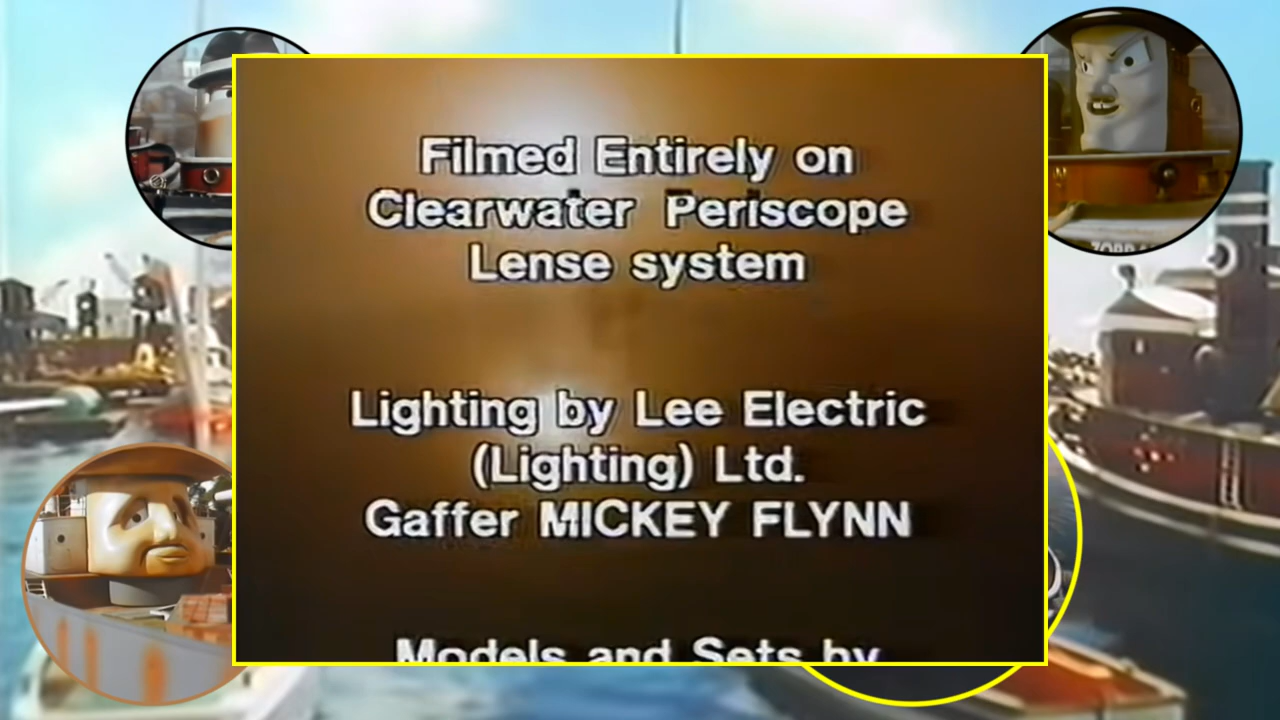 Filmed Entirely on
Clearwater Periscope
Lense system
Lighting by Lee Electric
(Lighting) Ltd.
Gaffer MICKEY FLYNN
Models and Sets by